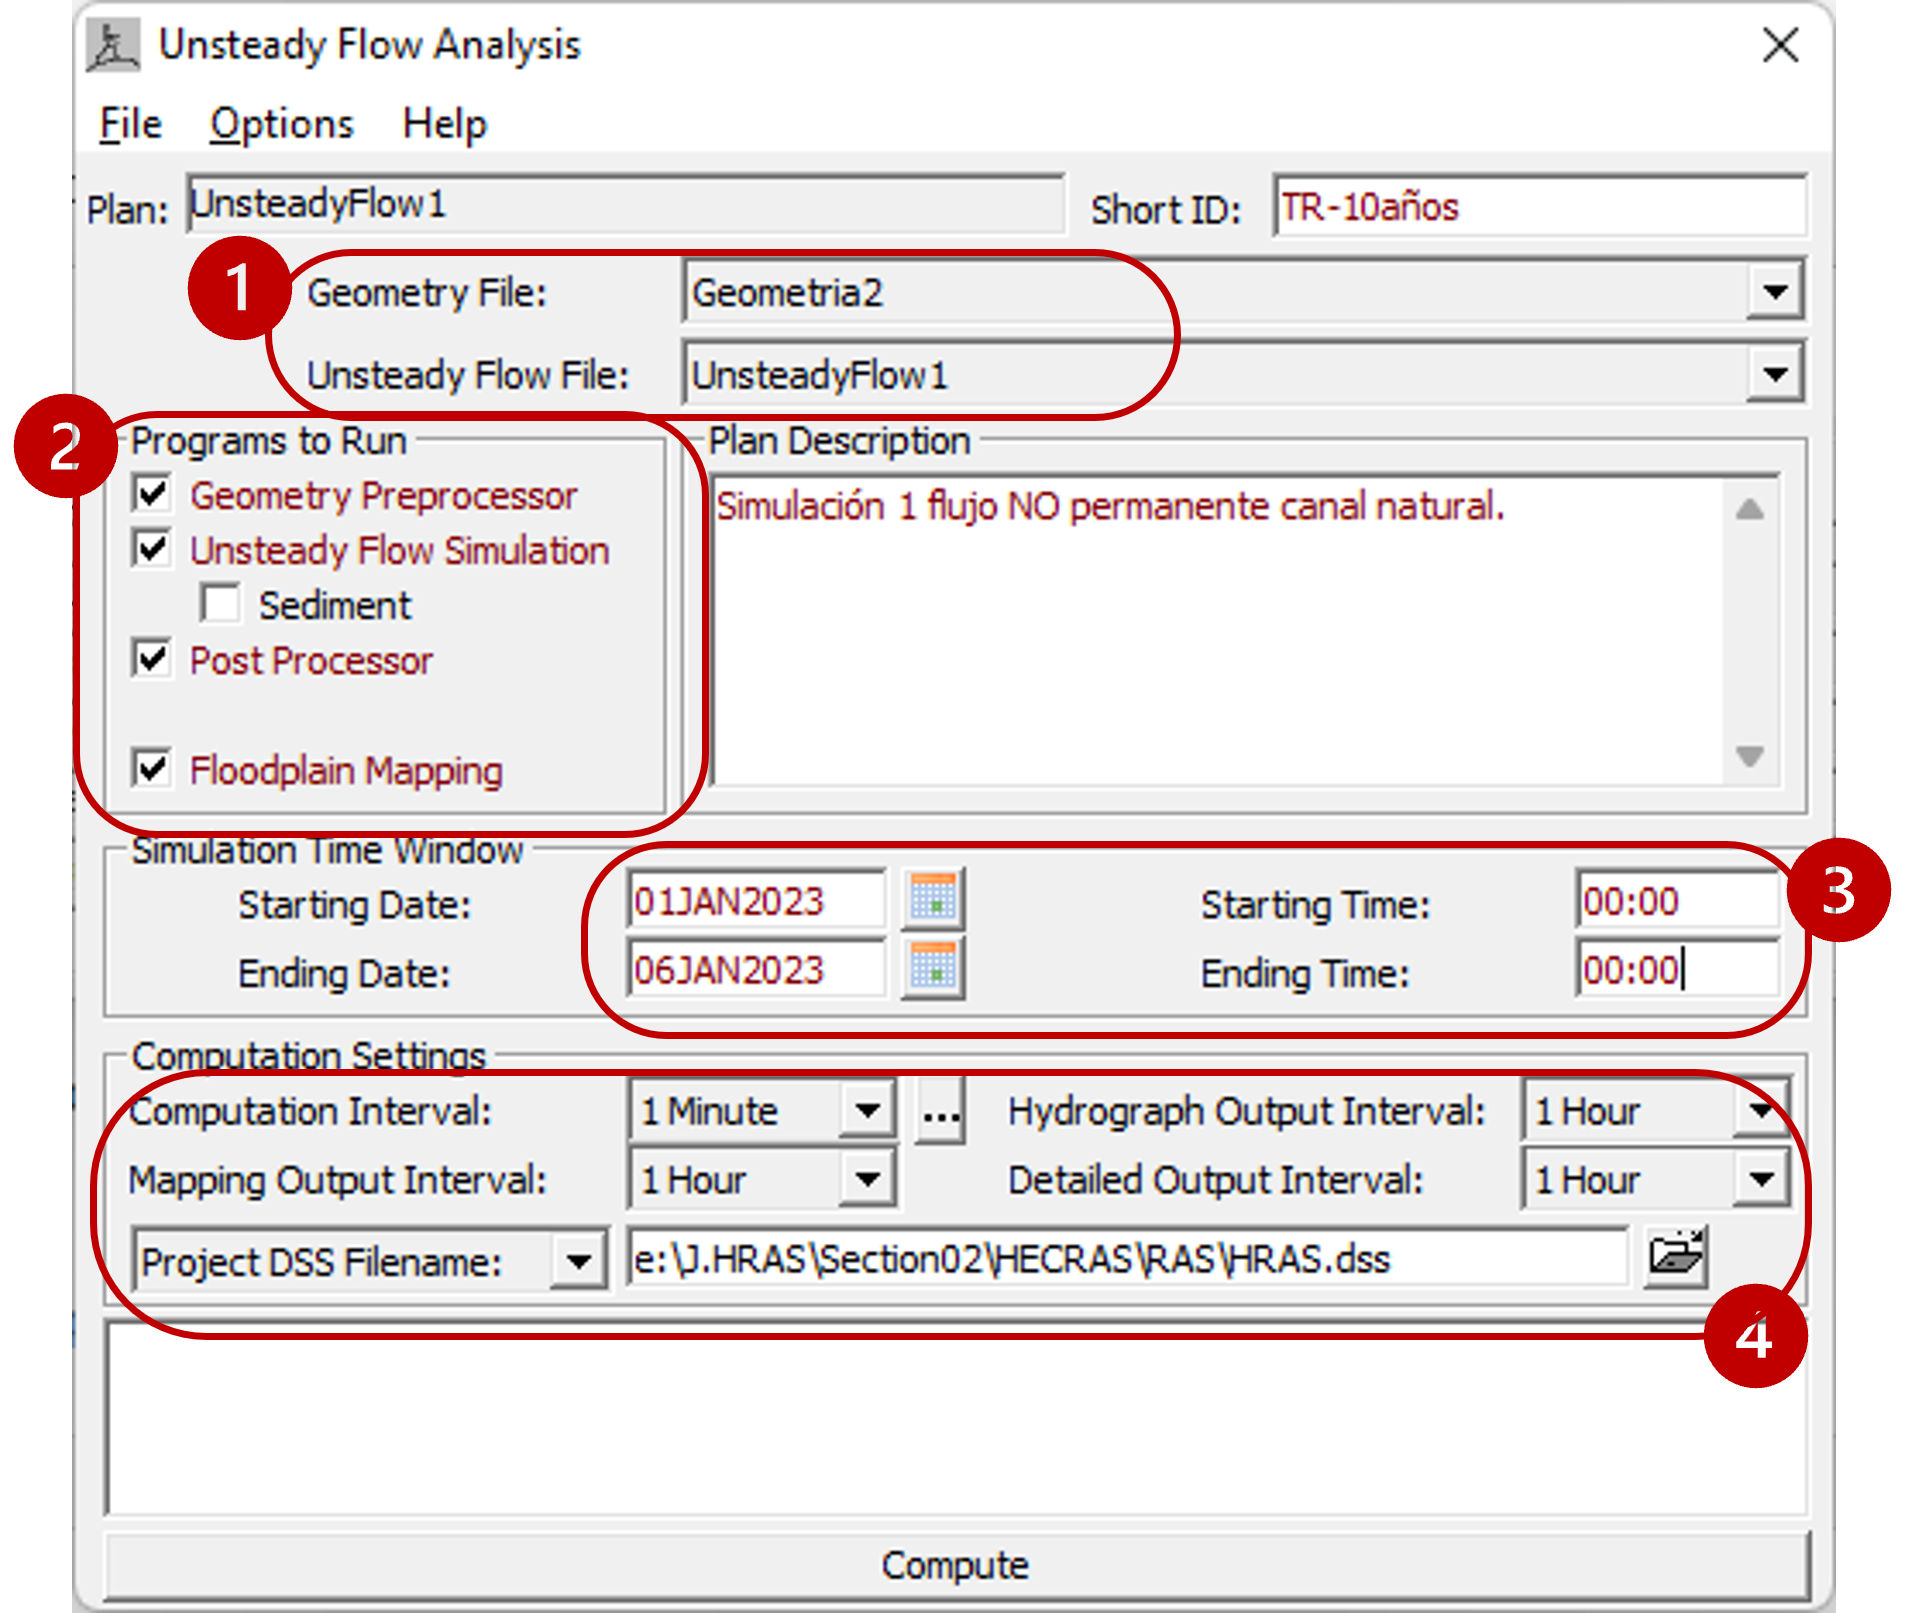 Unsteady Flow Analysis
File Options Help
Plan: UnsteadyFlow1 Short ID: TR-10años
1
Geometry File: Geometria2
Unsteady Flow File: UnsteadyFlow1
2
Programs to Run
Geometry Preprocessor
Unsteady Flow Simulation
Sediment
Post Processor
Floodplain Mapping
Plan Description
Simulación 1 flujo NO permanente canal natural.
Simulation Time Window
Starting Date: 01JAN2023 Starting Time: 00:00
3
Ending Date: 06JAN2023 Ending Time: 00:00
Computation Settings
Computation Interval: 1 Minute ... Hydrograph Output Interval: 1 Hour
Mapping Output Interval: 1 Hour Detailed Output Interval: 1 Hour
Project DSS Filename: e:\J.HRAS\Section02\HECRAS\RAS\HRAS.dss
4
Compute